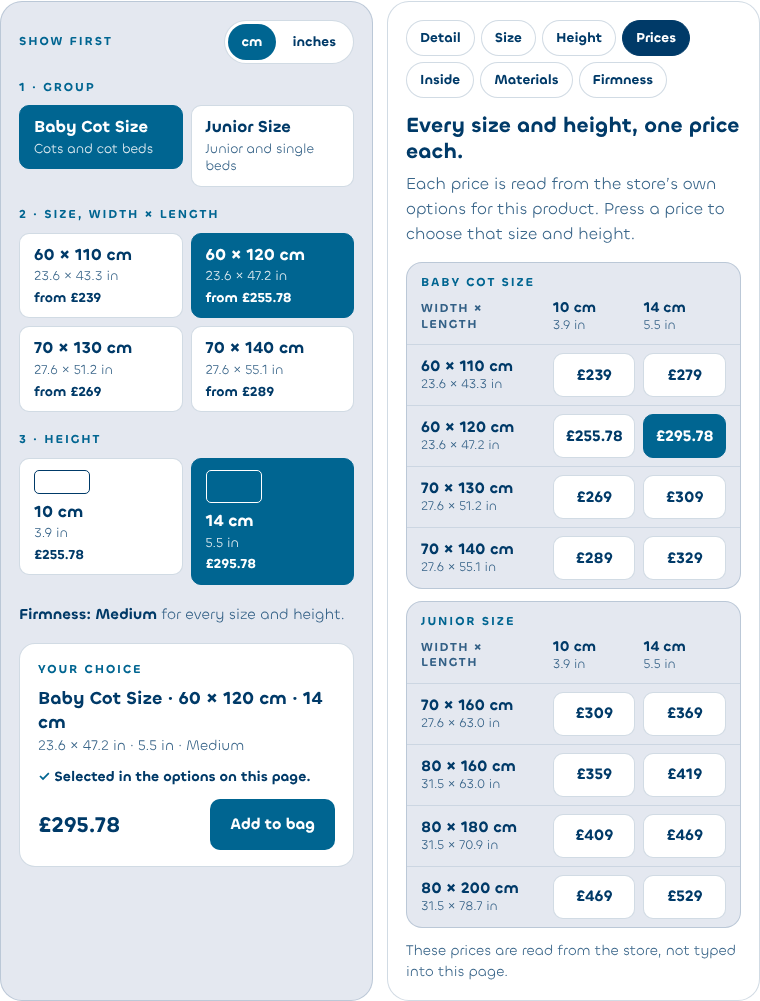 SHOW FIRST
cm
inches
1 · GROUP
Baby Cot Size
Cots and cot beds
Junior Size
Junior and single
beds
2 · SIZE, WIDTH × LENGTH
60 × 110 cm
23.6 × 43.3 in
from £239
60 × 120 cm
23.6 × 47.2 in
from £255.78
70 × 130 cm
27.6 × 51.2 in
from £269
70 × 140 cm
27.6 × 55.1 in
from £289
3 · HEIGHT
10 cm
3.9 in
£255.78
14 cm
5.5 in
£295.78
Firmness: Medium for every size and height.
YOUR CHOICE
Baby Cot Size · 60 × 120 cm · 14
cm
23.6 × 47.2 in · 5.5 in · Medium
✓ Selected in the options on this page.
£295.78
Add to bag
Detail
Size
Height
Prices
Inside
Materials
Firmness
Every size and height, one price
each.
Each price is read from the store's own
options for this product. Press a price to
choose that size and height.
BABY COT SIZE
WIDTH ×
LENGTH
10 cm
3.9 in
14 cm
5.5 in
60 × 110 cm
23.6 × 43.3 in
£239
£279
60 × 120 cm
23.6 × 47.2 in
£255.78
£295.78
70 × 130 cm
27.6 × 51.2 in
£269
£309
70 × 140 cm
27.6 × 55.1 in
£289
£329
JUNIOR SIZE
WIDTH ×
LENGTH
10 cm
3.9 in
14 cm
5.5 in
70 × 160 cm
27.6 × 63.0 in
£309
£369
80 × 160 cm
31.5 × 63.0 in
£359
£419
80 × 180 cm
31.5 × 70.9 in
£409
£469
80 × 200 cm
31.5 × 78.7 in
£469
£529
These prices are read from the store, not typed
into this page.